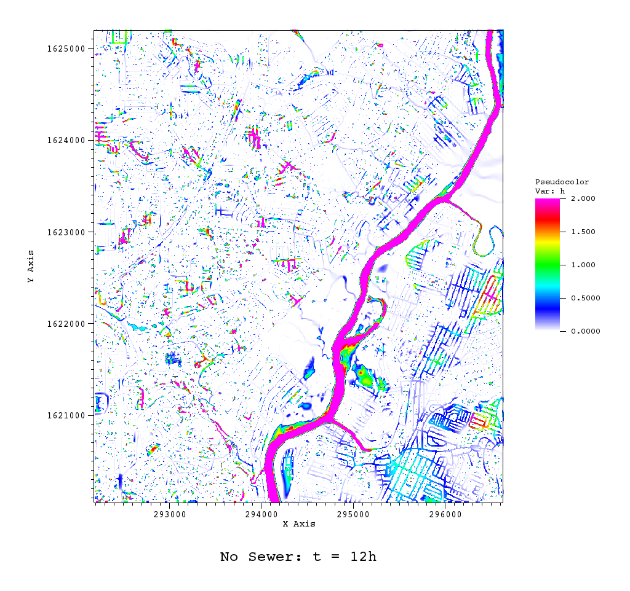 1625000
1624000
1623000
1622000
1621000
Y Axis
293000 294000 295000 296000
X Axis
Pseudocolor
Var: h
2.000
1.500
1.000
0.5000
0.0000
No Sewer: t = 12h